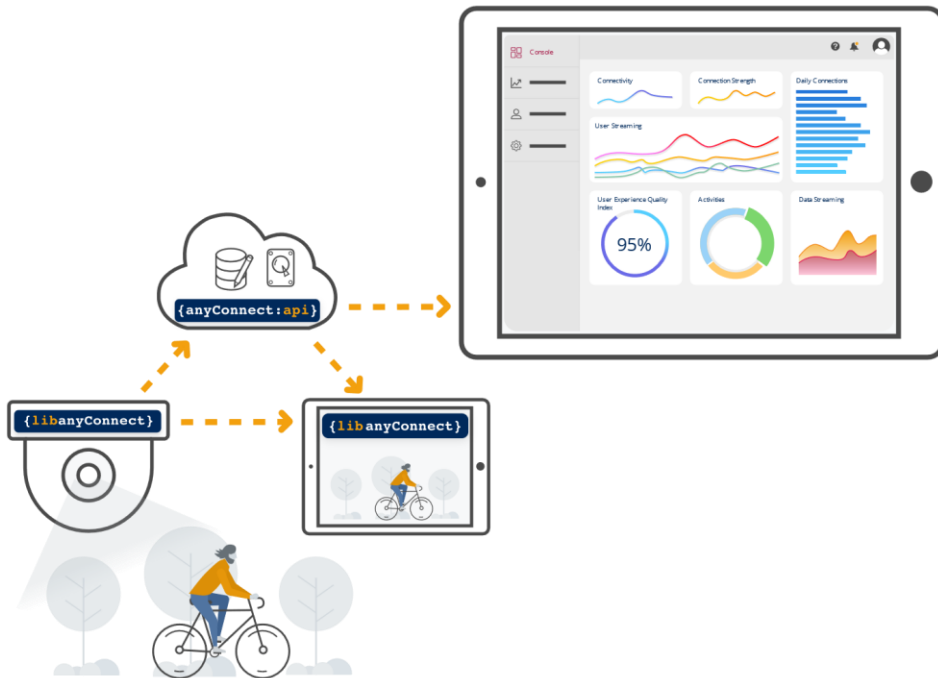 Console
Connectivity
Connection Strength
Daily Connections
User Streaming
User Experience Quality
Index
Activities
Data Streaming
95%
{anyConnect:api}
{libanyConnect}
{libanyConnect}